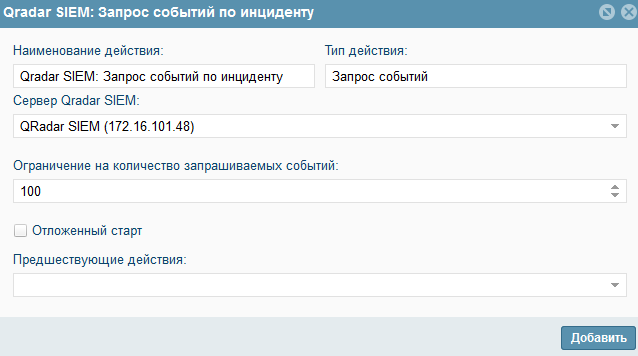 Qradar SIEM: Запрос событий по инциденту
Наименование действия: Тип действия:
Qradar SIEM: Запрос событий по инциденту Запрос событий
Сервер Qradar SIEM:
QRadar SIEM (172.16.101.48)
Ограничение на количество запрашиваемых событий:
100
Отложенный старт
Предшествующие действия:
Добавить